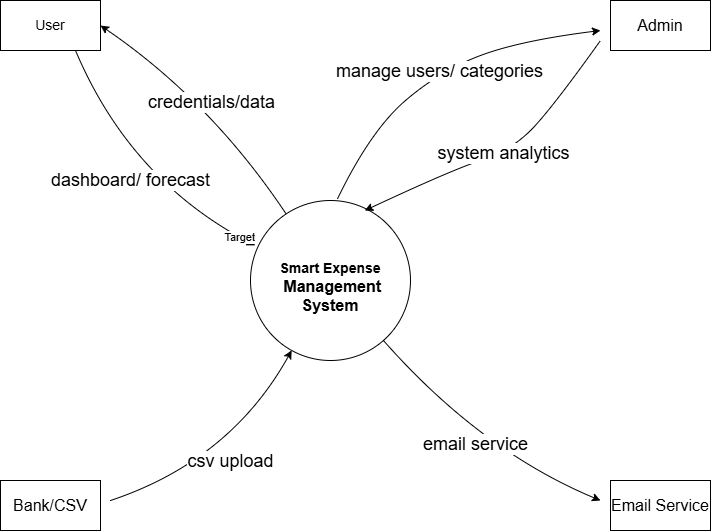 User
Admin
manage users/ categories
credentials/data
system analytics
dashboard/ forecast
Target
Smart Expense
Management
System
email service
csv upload
Bank/CSV
Email Service